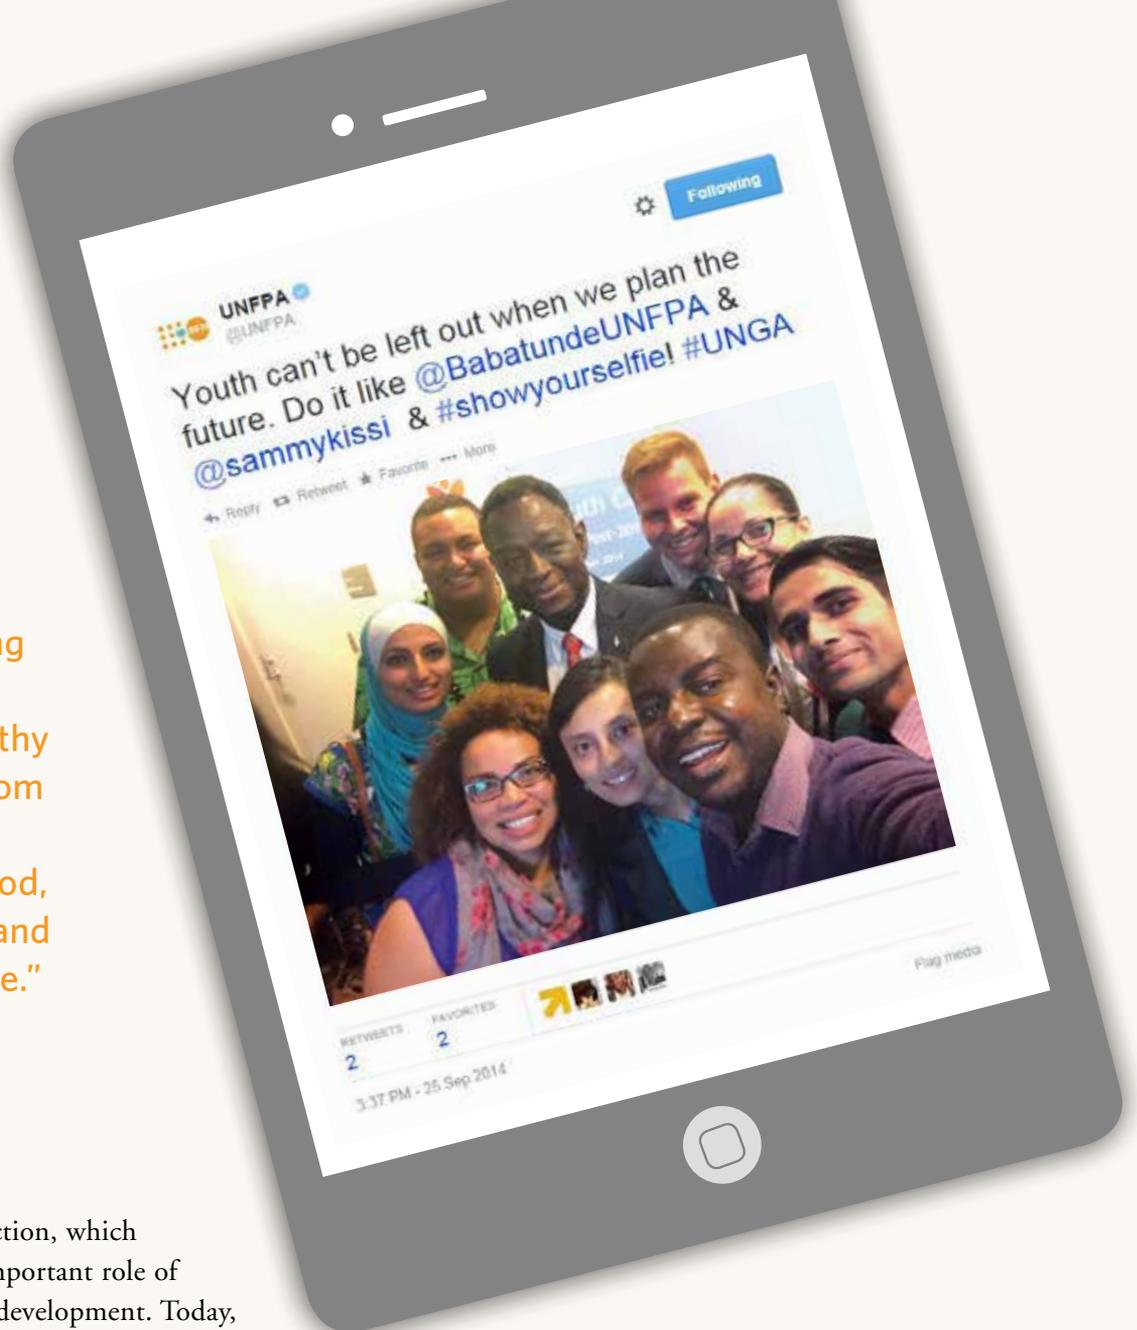 Following
UNFPA
@UNFPA
Youth can't be left out when we plan the
future. Do it like @BabatundeUNFPA &
@sammykissi & #showyourselfie! #UNGA
Reply Retweet Favorite More
2014
ng
thy
om
od,
and
e."
RETWEETS FAVORITES
2 2
Flag media
3:37 PM - 25 Sep 2014
ction, which
mportant role of
development. Today,